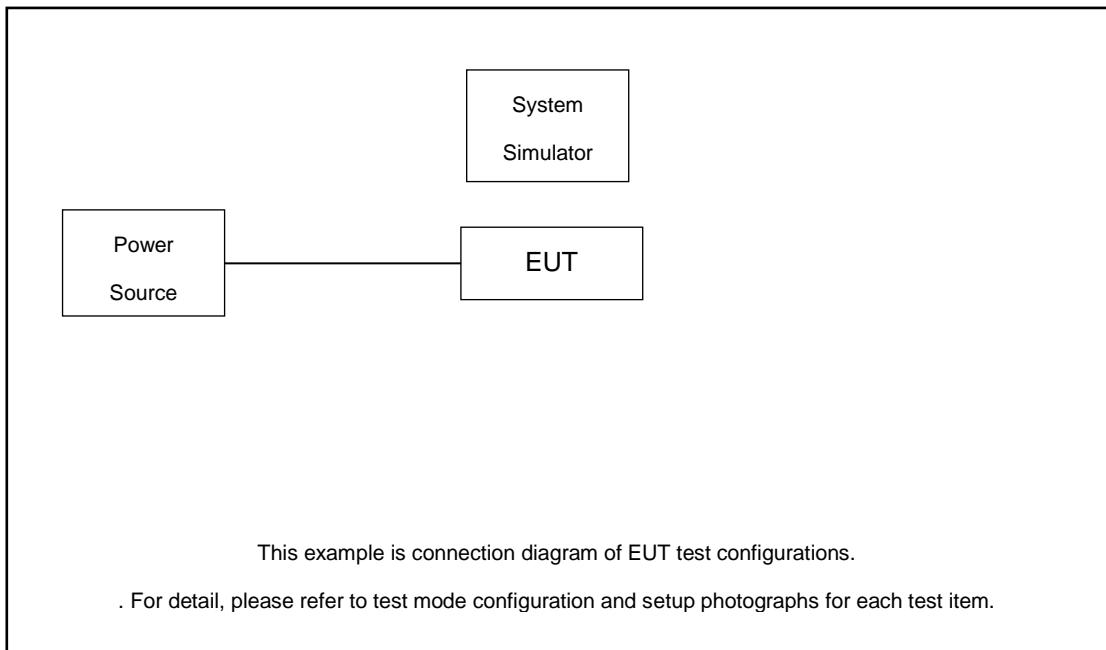 System
Simulator
Power
Source
EUT
This example is connection diagram of EUT test configurations.
. For detail, please refer to test mode configuration and setup photographs for each test item.